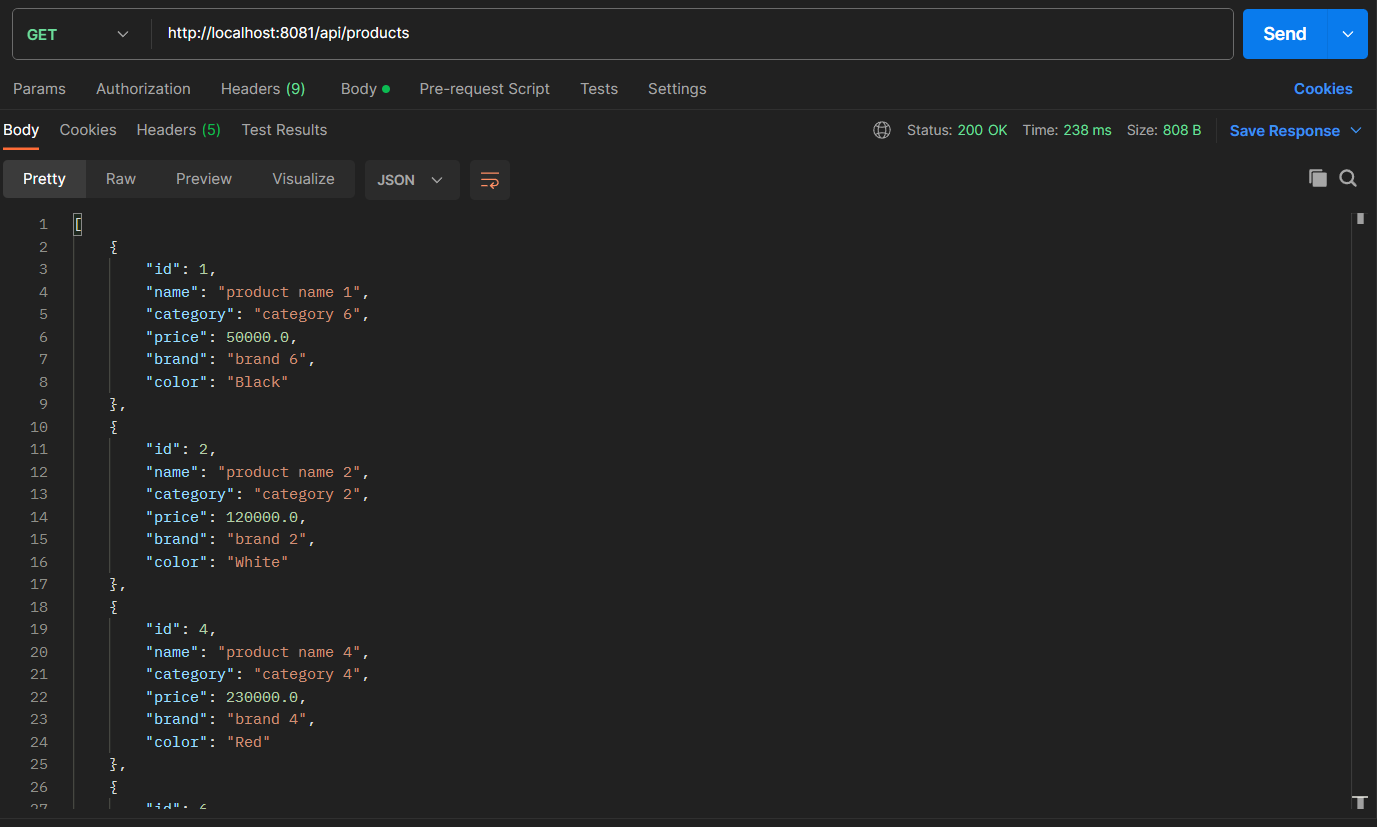 GET http://localhost:8081/api/products Send
Params Authorization Headers (9) Body Pre-request Script Tests Settings Cookies
Body Cookies Headers (5) Test Results Status: 200 OK Time: 238 ms Size: 808 B Save Response
Pretty Raw Preview Visualize JSON
1 [
2 {
3 "id": 1,
4 "name": "product name 1",
5 "category": "category 6",
6 "price": 50000.0,
7 "brand": "brand 6",
8 "color": "Black"
9 },
10 {
11 "id": 2,
12 "name": "product name 2",
13 "category": "category 2",
14 "price": 120000.0,
15 "brand": "brand 2",
16 "color": "White"
17 },
18 {
19 "id": 4,
20 "name": "product name 4",
21 "category": "category 4",
22 "price": 230000.0,
23 "brand": "brand 4",
24 "color": "Red"
25 },
26 {
27 "id": 6